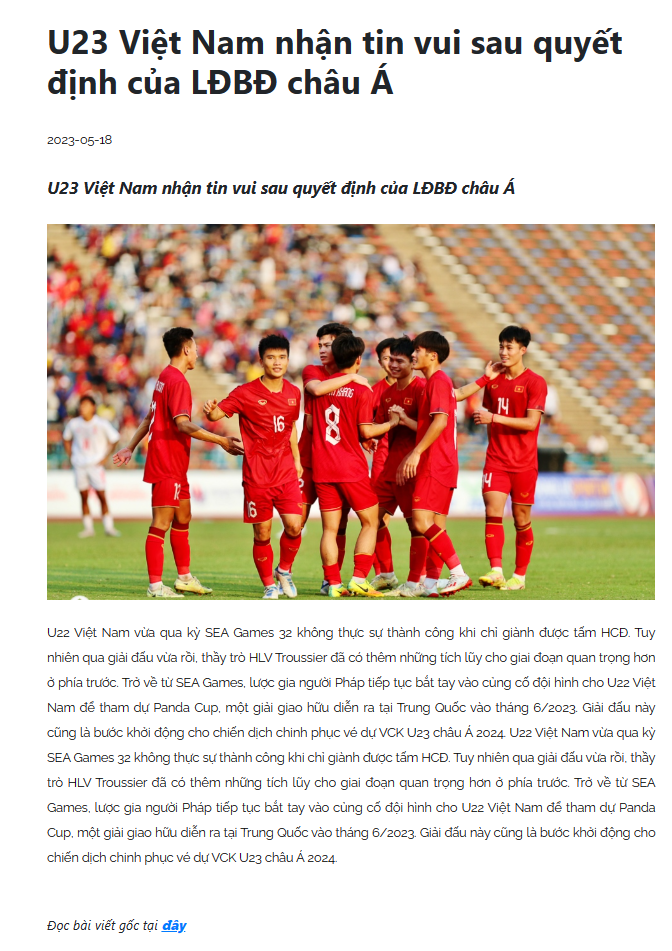 U23 Việt Nam nhận tin vui sau quyết
định của LĐBĐ châu Á
2023-05-18
U23 Việt Nam nhận tin vui sau quyết định của LĐBĐ châu Á
16
8
14
12
16
14
U22 Việt Nam vừa qua kỳ SEA Games 32 không thực sự thành công khi chỉ giành được tấm HCĐ. Tuy
nhiên qua giải đấu vừa rồi, thầy trò HLV Troussier đã có thêm những tích lũy cho giai đoạn quan trọng hơn
ở phía trước. Trở về từ SEA Games, lược gia người Pháp tiếp tục bắt tay vào củng cố đội hình cho U22 Việt
Nam để tham dự Panda Cup, một giải giao hữu diễn ra tại Trung Quốc vào tháng 6/2023. Giải đấu này
cũng là bước khởi động cho chiến dịch chinh phục vé dự VCK U23 châu Á 2024. U22 Việt Nam vừa qua kỳ
SEA Games 32 không thực sự thành công khi chỉ giành được tấm HCĐ. Tuy nhiên qua giải đấu vừa rồi, thầy
trò HLV Troussier đã có thêm những tích lũy cho giai đoạn quan trọng hơn ở phía trước. Trở về từ SEA
Games, lược gia người Pháp tiếp tục bắt tay vào củng cố đội hình cho U22 Việt Nam để tham dự Panda
Cup, một giải giao hữu diễn ra tại Trung Quốc vào tháng 6/2023. Giải đấu này cũng là bước khởi động cho
chiến dịch chinh phục vé dự VCK U23 châu Á 2024.
Đọc bài viết gốc tại đây